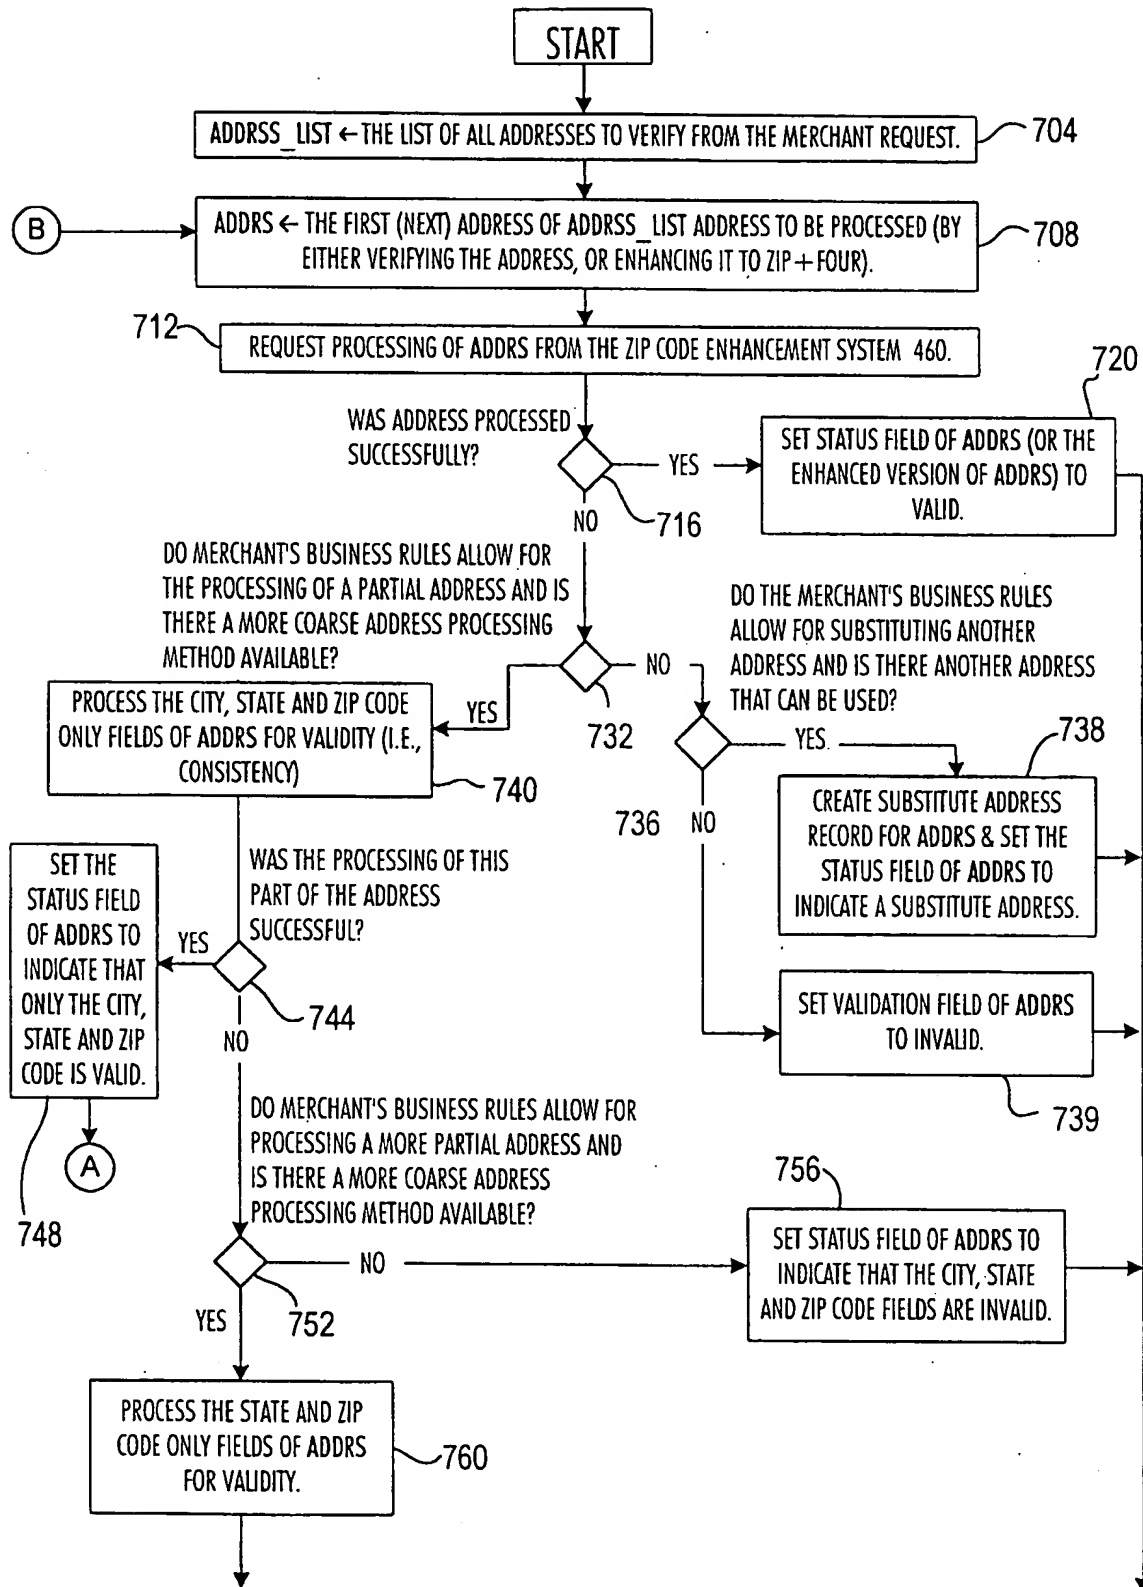 START
ADDRSS_LIST ← THE LIST OF ALL ADDRESSES TO VERIFY FROM THE MERCHANT REQUEST.
704
B
ADDRS ← THE FIRST (NEXT) ADDRESS OF ADDRSS_LIST ADDRESS TO BE PROCESSED (BY
EITHER VERIFYING THE ADDRESS, OR ENHANCING IT TO ZIP+FOUR).
708
712
REQUEST PROCESSING OF ADDRS FROM THE ZIP CODE ENHANCEMENT SYSTEM 460.
WAS ADDRESS PROCESSED
SUCCESSFULLY?
YES
NO
716
720
SET STATUS FIELD OF ADDRS (OR THE
ENHANCED VERSION OF ADDRS) TO
VALID.
DO MERCHANT'S BUSINESS RULES ALLOW FOR
THE PROCESSING OF A PARTIAL ADDRESS AND IS
THERE A MORE COARSE ADDRESS PROCESSING
METHOD AVAILABLE?
YES
NO
732
DO THE MERCHANT'S BUSINESS RULES
ALLOW FOR SUBSTITUTING ANOTHER
ADDRESS AND IS THERE ANOTHER ADDRESS
THAT CAN BE USED?
YES.
736
NO
PROCESS THE CITY, STATE AND ZIP CODE
ONLY FIELDS OF ADDRS FOR VALIDITY (I.E.,
CONSISTENCY)
740
738
CREATE SUBSTITUTE ADDRESS
RECORD FOR ADDRS & SET THE
STATUS FIELD OF ADDRS TO
INDICATE A SUBSTITUTE ADDRESS.
WAS THE PROCESSING OF THIS
PART OF THE ADDRESS
SUCCESSFUL?
YES
NO
744
SET THE
STATUS FIELD
OF ADDRS TO
INDICATE THAT
ONLY THE CITY,
STATE AND ZIP
CODE IS VALID.
748
A
SET VALIDATION FIELD OF ADDRS
TO INVALID.
739
DO MERCHANT'S BUSINESS RULES ALLOW FOR
PROCESSING A MORE PARTIAL ADDRESS AND
IS THERE A MORE COARSE ADDRESS
PROCESSING METHOD AVAILABLE?
NO
YES
752
756
SET STATUS FIELD OF ADDRS TO
INDICATE THAT THE CITY, STATE
AND ZIP CODE FIELDS ARE INVALID.
PROCESS THE STATE AND ZIP
CODE ONLY FIELDS OF ADDRS
FOR VALIDITY.
760